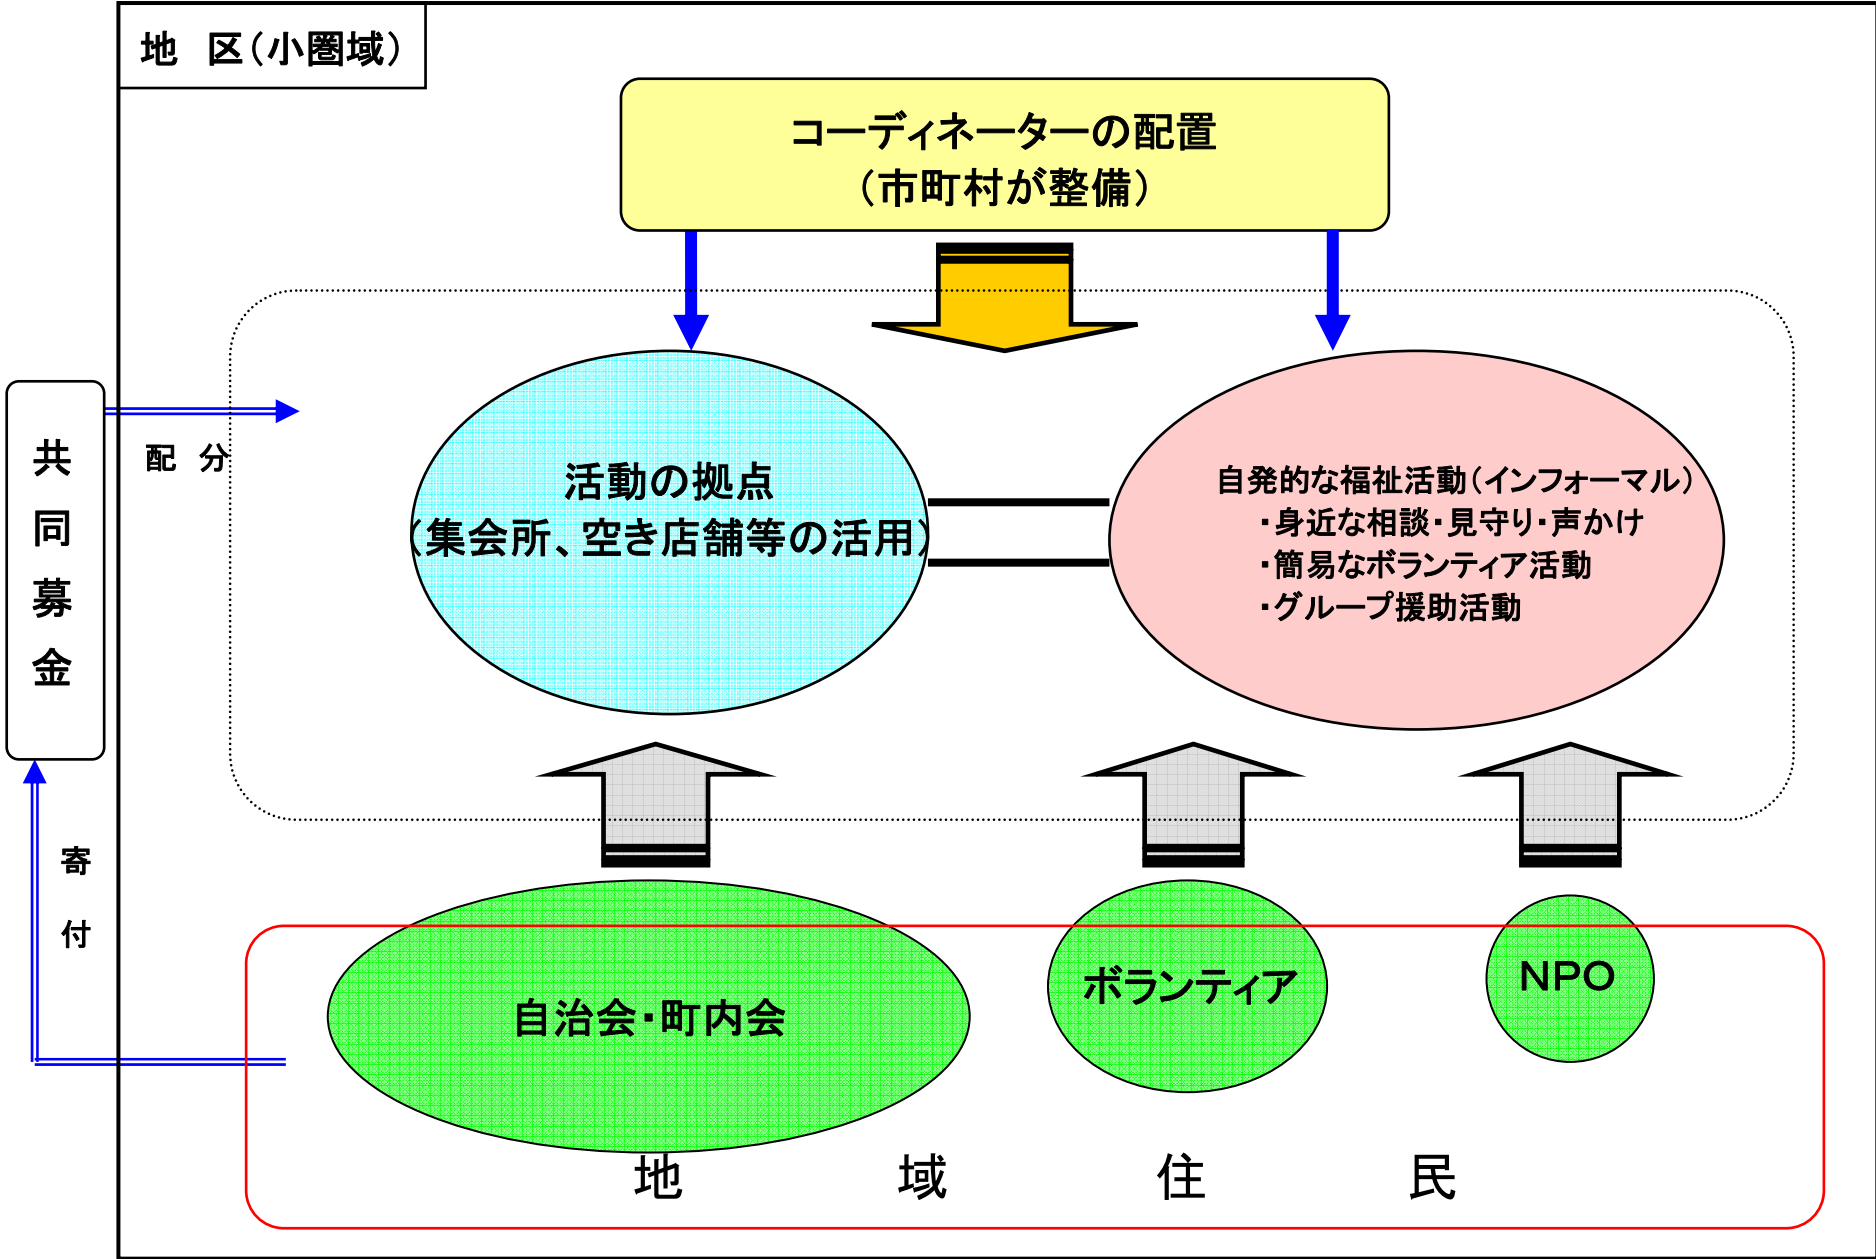 地　区（小圏域）
コーディネーターの配置
（市町村が整備）
共同募金
配　分
活動の拠点
（集会所、空き店舗等の活用）
自発的な福祉活動（インフォーマル）
・身近な相談・見守り・声かけ
・簡易なボランティア活動
・グループ援助活動
寄付
自治会・町内会
ボランティア
ＮＰＯ
地　域　住　民